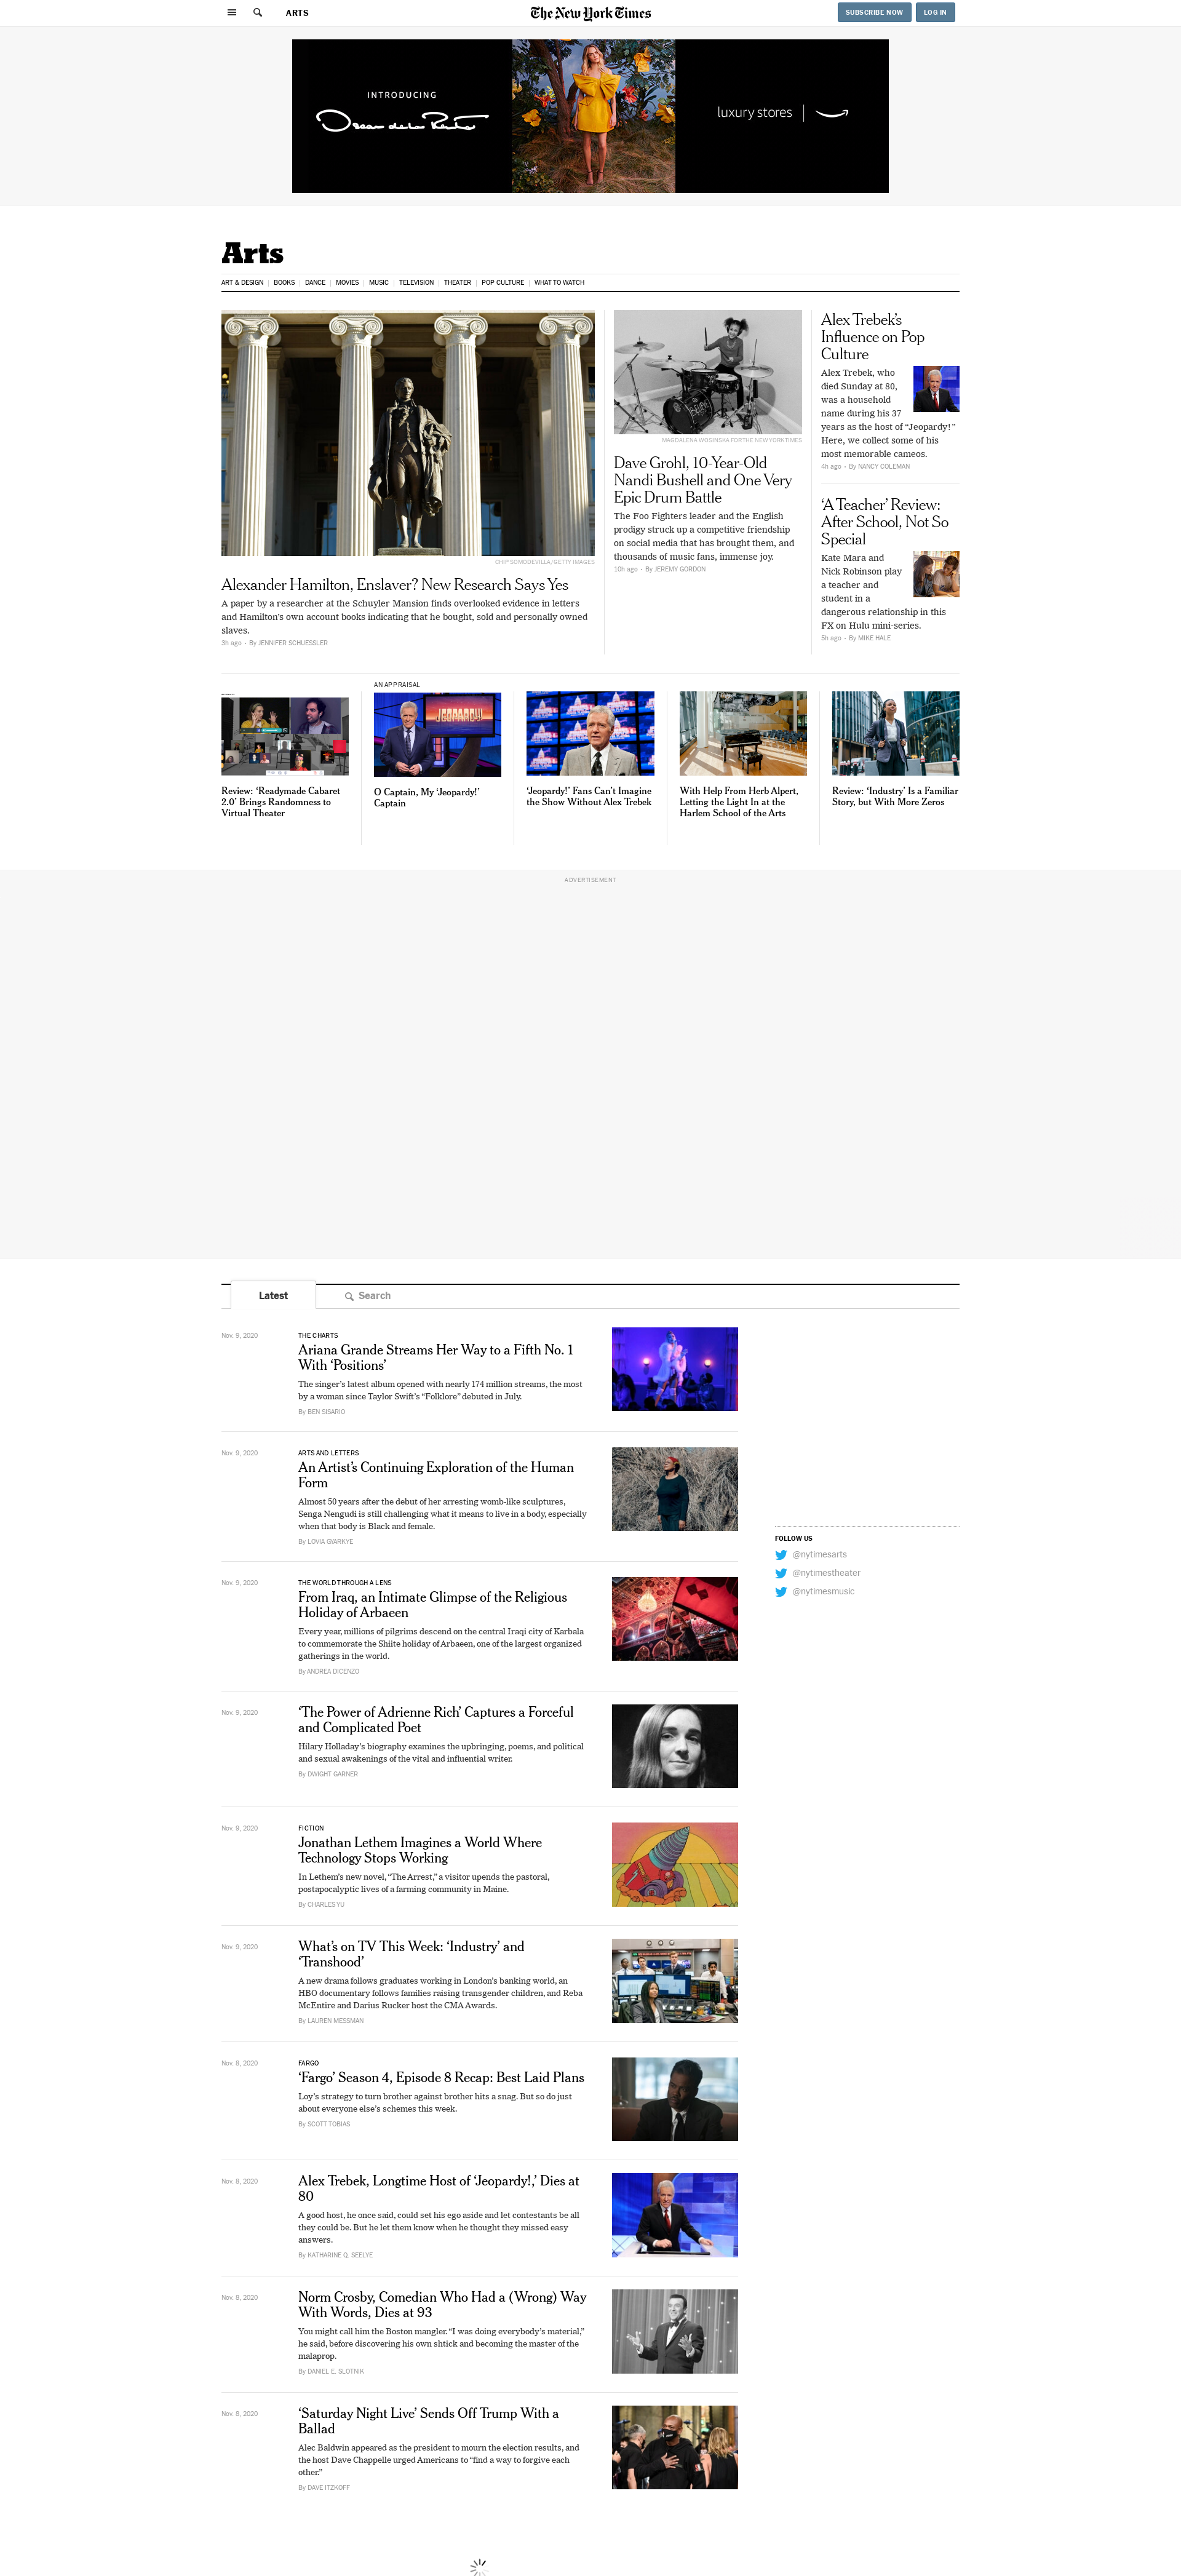 ARTS
The New York Times
SUBSCRIBE NOW
LOG IN
INTRODUCING
Oscar de la Renta
luxury stores
Arts
ART & DESIGN
BOOKS
DANCE
MOVIES
MUSIC
TELEVISION
THEATER
POP CULTURE
WHAT TO WATCH
CHIP SOMODEVILLA/GETTY IMAGES
Alexander Hamilton, Enslaver? New Research Says Yes
A paper by a researcher at the Schuyler Mansion finds overlooked evidence in letters
and Hamilton's own account books indicating that he bought, sold and personally owned
slaves.
3h ago • By JENNIFER SCHUESSLER
MAGDALENA WOSINSKA FOR THE NEW YORK TIMES
Dave Grohl, 10-Year-Old
Nandi Bushell and One Very
Epic Drum Battle
The Foo Fighters leader and the English
prodigy struck up a competitive friendship
on social media that has brought them, and
thousands of music fans, immense joy.
10h ago • By JEREMY GORDON
Alex Trebek's
Influence on Pop
Culture
Alex Trebek, who
died Sunday at 80,
was a household
name during his 37
years as the host of “Jeopardy!”
Here, we collect some of his
most memorable cameos.
4h ago • By NANCY COLEMAN
‘A Teacher’ Review:
After School, Not So
Special
Kate Mara and
Nick Robinson play
a teacher and
student in a
dangerous relationship in this
FX on Hulu mini-series.
5h ago • By MIKE HALE
Review: ‘Readymade Cabaret
2.0’ Brings Randomness to
Virtual Theater
AN APPRAISAL
JEOPARDY!
O Captain, My ‘Jeopardy!’
Captain
‘Jeopardy!’ Fans Can’t Imagine
the Show Without Alex Trebek
With Help From Herb Alpert,
Letting the Light In at the
Harlem School of the Arts
Review: ‘Industry’ Is a Familiar
Story, but With More Zeros
ADVERTISEMENT
Latest
Search
Nov. 9, 2020
THE CHARTS
Ariana Grande Streams Her Way to a Fifth No. 1
With ‘Positions’
The singer’s latest album opened with nearly 174 million streams, the most
by a woman since Taylor Swift’s “Folklore” debuted in July.
By BEN SISARIO
Nov. 9, 2020
ARTS AND LETTERS
An Artist’s Continuing Exploration of the Human
Form
Almost 50 years after the debut of her arresting womb-like sculptures,
Senga Nengudi is still challenging what it means to live in a body, especially
when that body is Black and female.
By LOVIA GYARKYE
Nov. 9, 2020
THE WORLD THROUGH A LENS
From Iraq, an Intimate Glimpse of the Religious
Holiday of Arbaeen
Every year, millions of pilgrims descend on the central Iraqi city of Karbala
to commemorate the Shiite holiday of Arbaeen, one of the largest organized
gatherings in the world.
By ANDREA DICENZO
Nov. 9, 2020
‘The Power of Adrienne Rich’ Captures a Forceful
and Complicated Poet
Hilary Holladay’s biography examines the upbringing, poems, and political
and sexual awakenings of the vital and influential writer.
By DWIGHT GARNER
Nov. 9, 2020
FICTION
Jonathan Lethem Imagines a World Where
Technology Stops Working
In Lethem’s new novel, “The Arrest,” a visitor upends the pastoral,
postapocalyptic lives of a farming community in Maine.
By CHARLES YU
Nov. 9, 2020
What’s on TV This Week: ‘Industry’ and
‘Transhood’
A new drama follows graduates working in London’s banking world, an
HBO documentary follows families raising transgender children, and Reba
McEntire and Darius Rucker host the CMA Awards.
By LAUREN MESSMAN
Nov. 8, 2020
FARGO
‘Fargo’ Season 4, Episode 8 Recap: Best Laid Plans
Loy’s strategy to turn brother against brother hits a snag. But so do just
about everyone else’s schemes this week.
By SCOTT TOBIAS
Nov. 8, 2020
Alex Trebek, Longtime Host of ‘Jeopardy!,’ Dies at
80
A good host, he once said, could set his ego aside and let contestants be all
they could be. But he let them know when he thought they missed easy
answers.
By KATHARINE Q. SEELYE
Nov. 8, 2020
Norm Crosby, Comedian Who Had a (Wrong) Way
With Words, Dies at 93
You might call him the Boston mangler. “I was doing everybody’s material,”
he said, before discovering his own shtick and becoming the master of the
malaprop.
By DANIEL E. SLOTNIK
Nov. 8, 2020
‘Saturday Night Live’ Sends Off Trump With a
Ballad
Alec Baldwin appeared as the president to mourn the election results, and
the host Dave Chappelle urged Americans to “find a way to forgive each
other.”
By DAVE ITZKOFF
FOLLOW US
@nytimesarts
@nytimestheater
@nytimesmusic